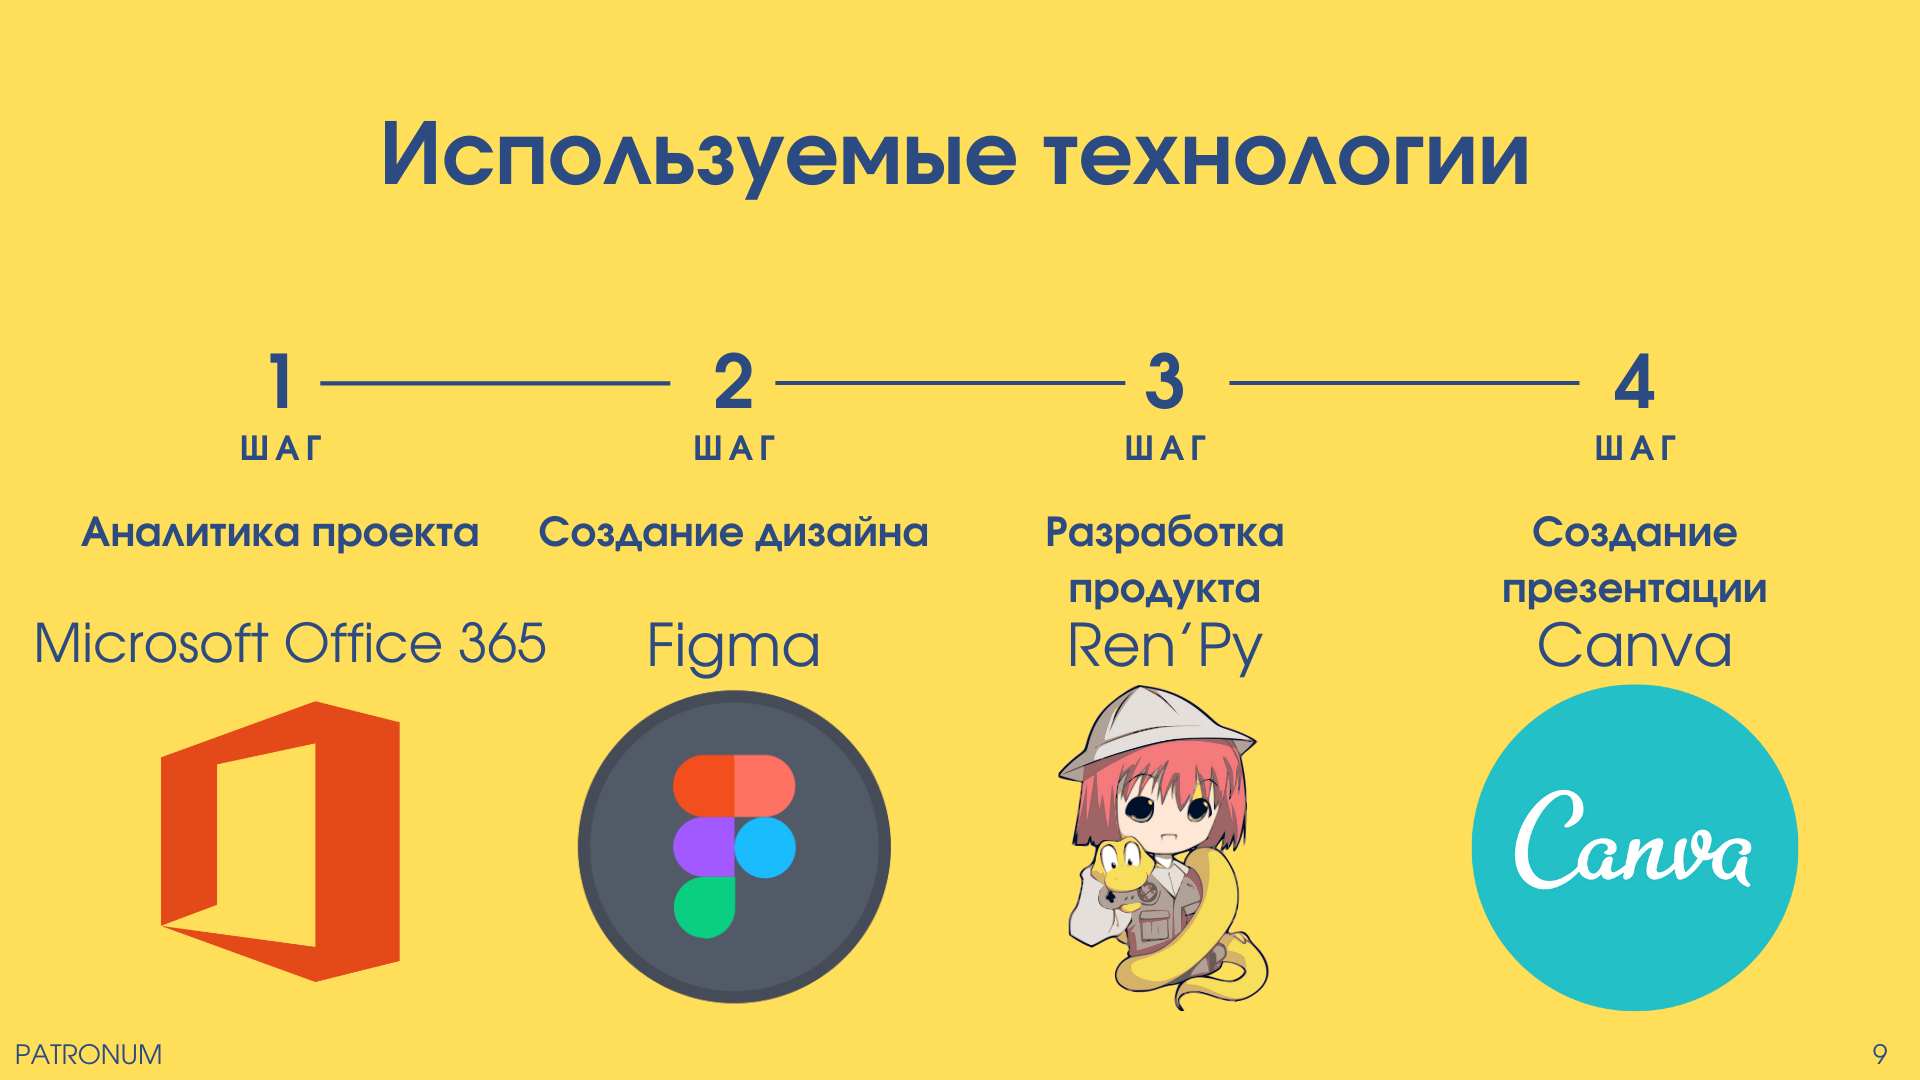 Используемые технологии
1
2
3
4
ШАГ
ШАГ
ШАГ
ШАГ
Аналитика проекта
Создание дизайна
Разработка
продукта
Создание
презентации
Microsoft Office 365
Figma
Ren´Py
Canva
Canva
PATRONUM
9